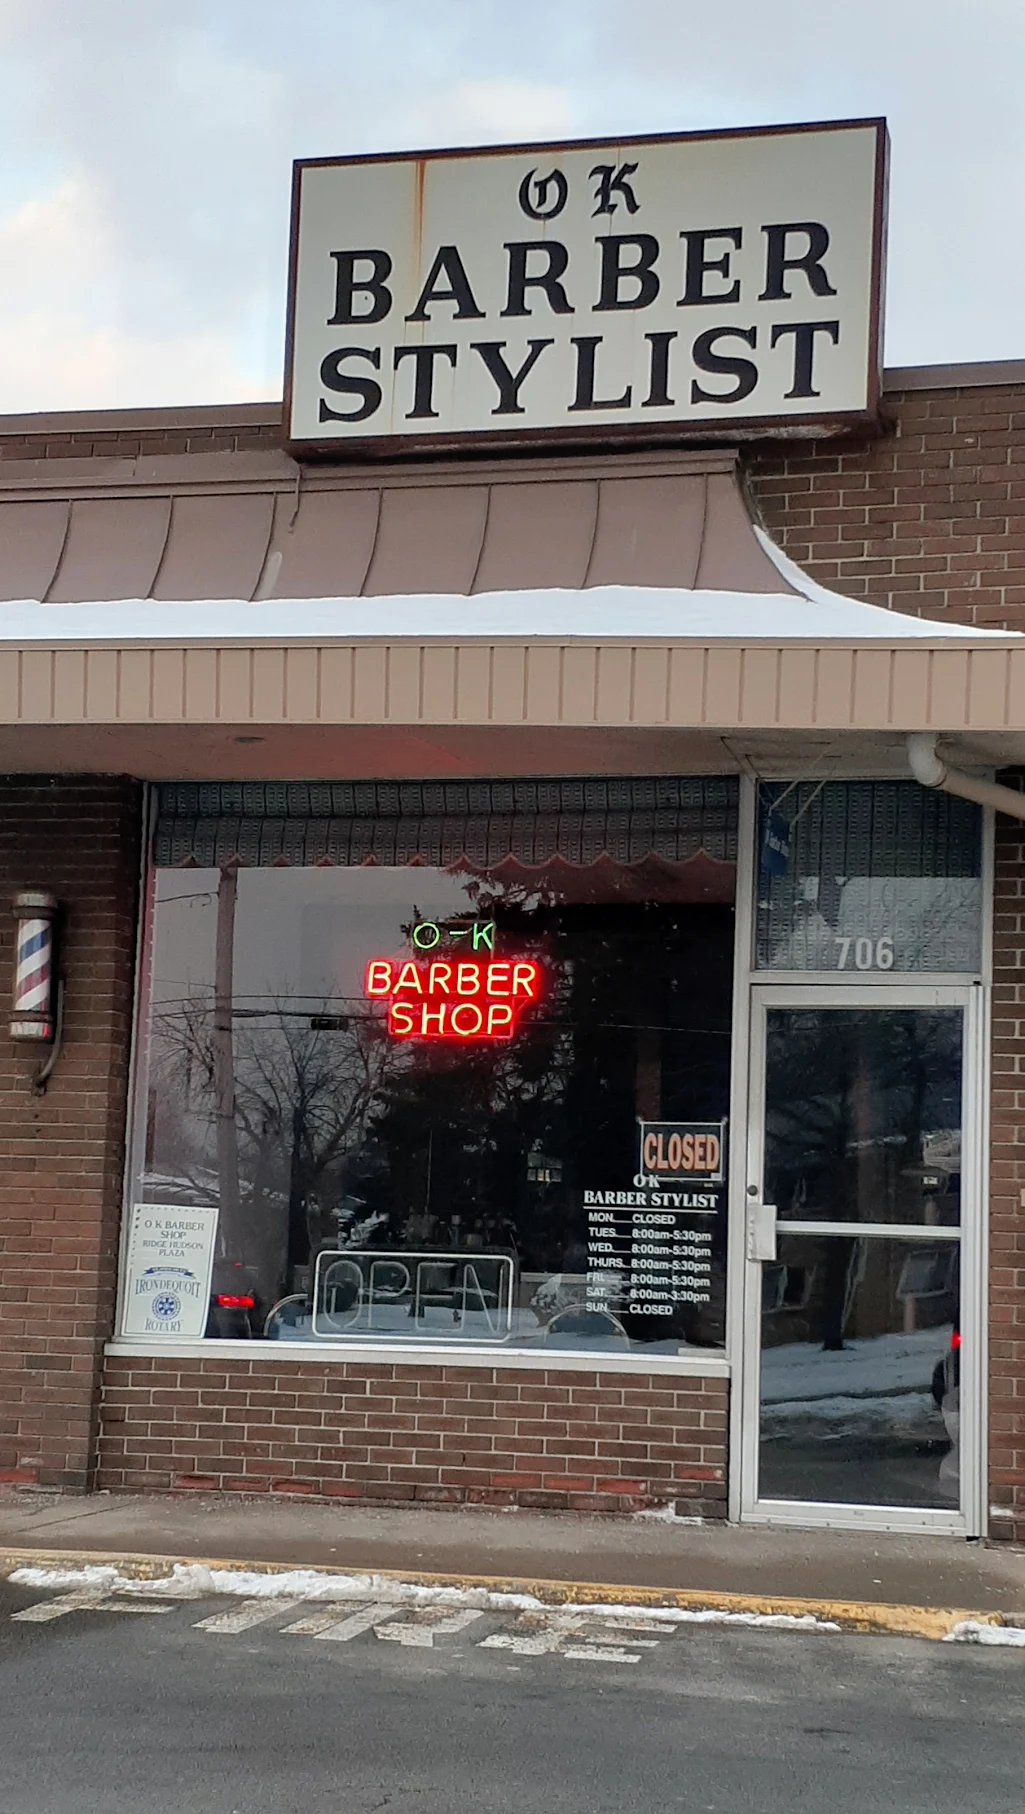 O K
BARBER
STYLIST
706
O-K
BARBER
SHOP
CLOSED
O K
BARBER STYLIST
MON.....CLOSED
TUES.....8:00am-5:30pm
WED.....8:00am-5:30pm
THURS...8:00am-5:30pm
FRI.....8:00am-5:30pm
SAT.....8:00am-3:30pm
SUN.....CLOSED
O K BARBER
SHOP
RIDGE HUDSON
PLAZA
IRONDEQUOIT
ROTARY
OPEN
FIRE